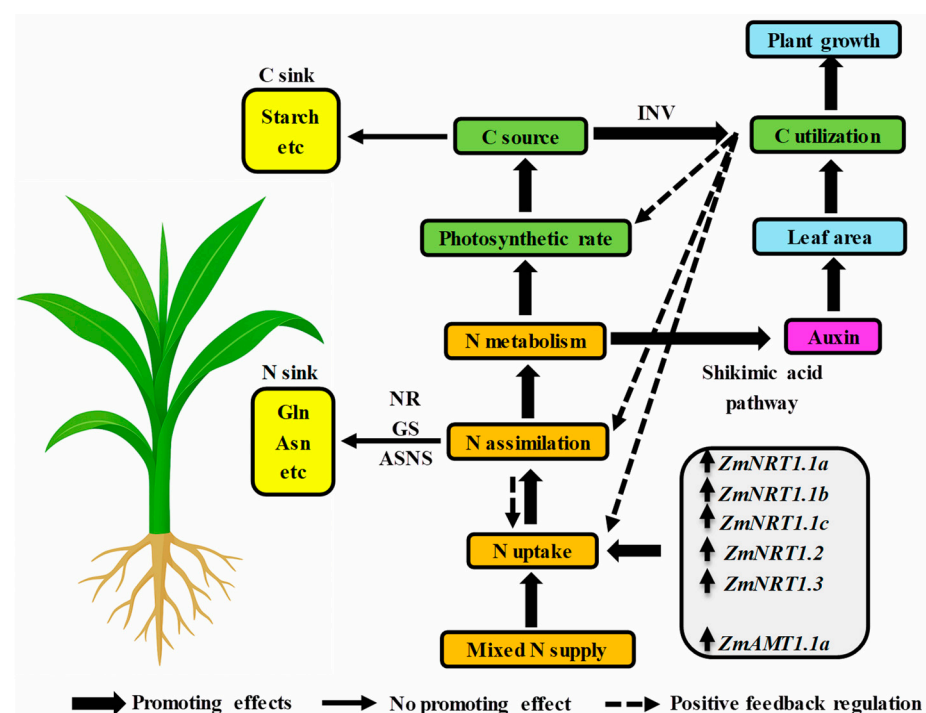 Plant growth
C sink
Starch
etc
C source
INV
C utilization
Photosynthetic rate
Leaf area
N metabolism
Auxin
Shikimic acid
pathway
N sink
Gln
Asn
etc
NR
GS
ASNS
N assimilation
ZmNRT1.1a
ZmNRT1.1b
ZmNRT1.1c
ZmNRT1.2
ZmNRT1.3
ZmAMT1.1a
N uptake
Mixed N supply
Promoting effects
No promoting effect
Positive feedback regulation